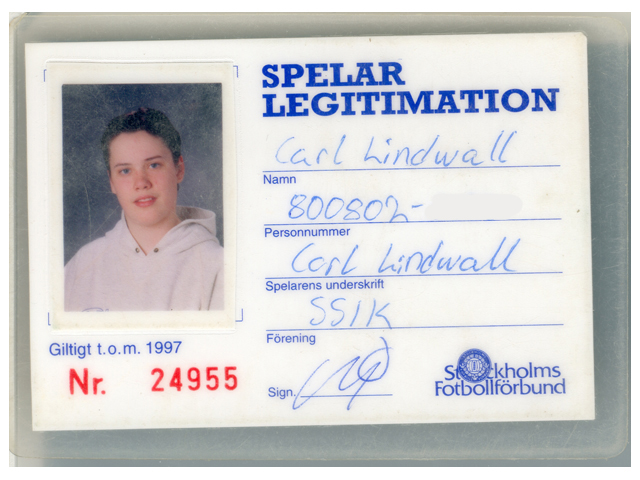 SPELAR
LEGITIMATION
Carl Lindwall
Namn
800802-
Personnummer
Carl Lindwall
Spelarens underskrift
SSIK
Förening
Giltigt t.o.m. 1997
Nr. 24955
Sign.
Stockholms
Fotbollförbund